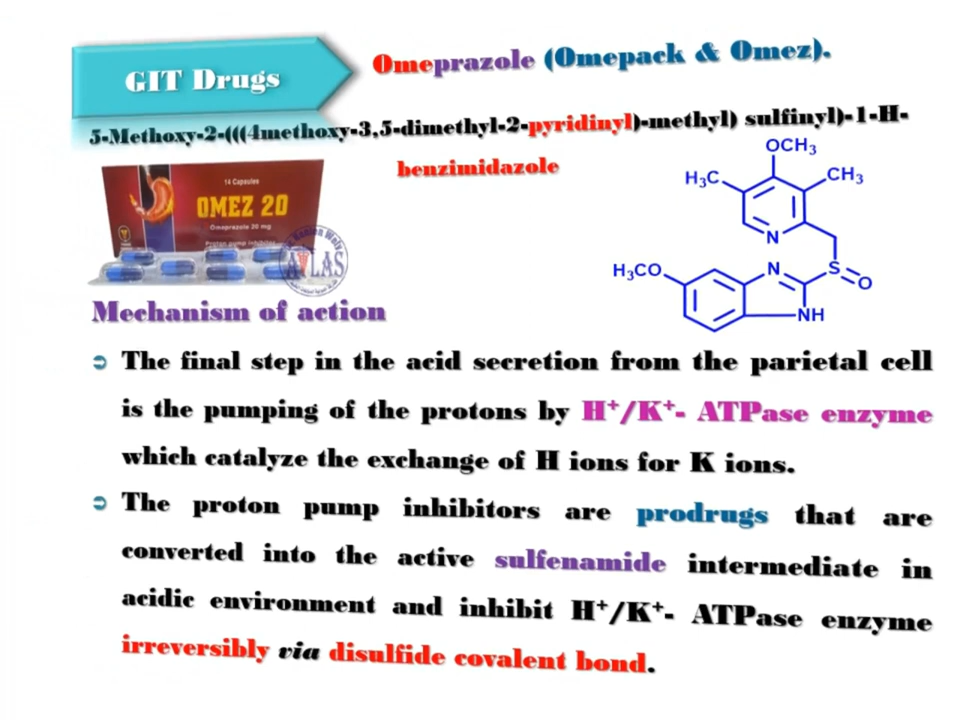 GIT Drugs
Omeprazole (Omepack & Omez).
5-Methoxy-2-(((4methoxy-3,5-dimethyl-2-pyridinyl)-methyl) sulfinyl)-1-H-
benzimidazole
14 Capsules
OMEZ 20
Omeprazole 20 mg
Proton pump inhibitor
ATLAS
OCH3
H3C
CH3
N
H3CO
N
S
O
NH
Mechanism of action
The final step in the acid secretion from the parietal cell
is the pumping of the protons by H+/K+- ATPase enzyme
which catalyze the exchange of H ions for K ions.
The proton pump inhibitors are prodrugs that are
converted into the active sulfenamide intermediate in
acidic environment and inhibit H+/K+- ATPase enzyme
irreversibly via disulfide covalent bond.